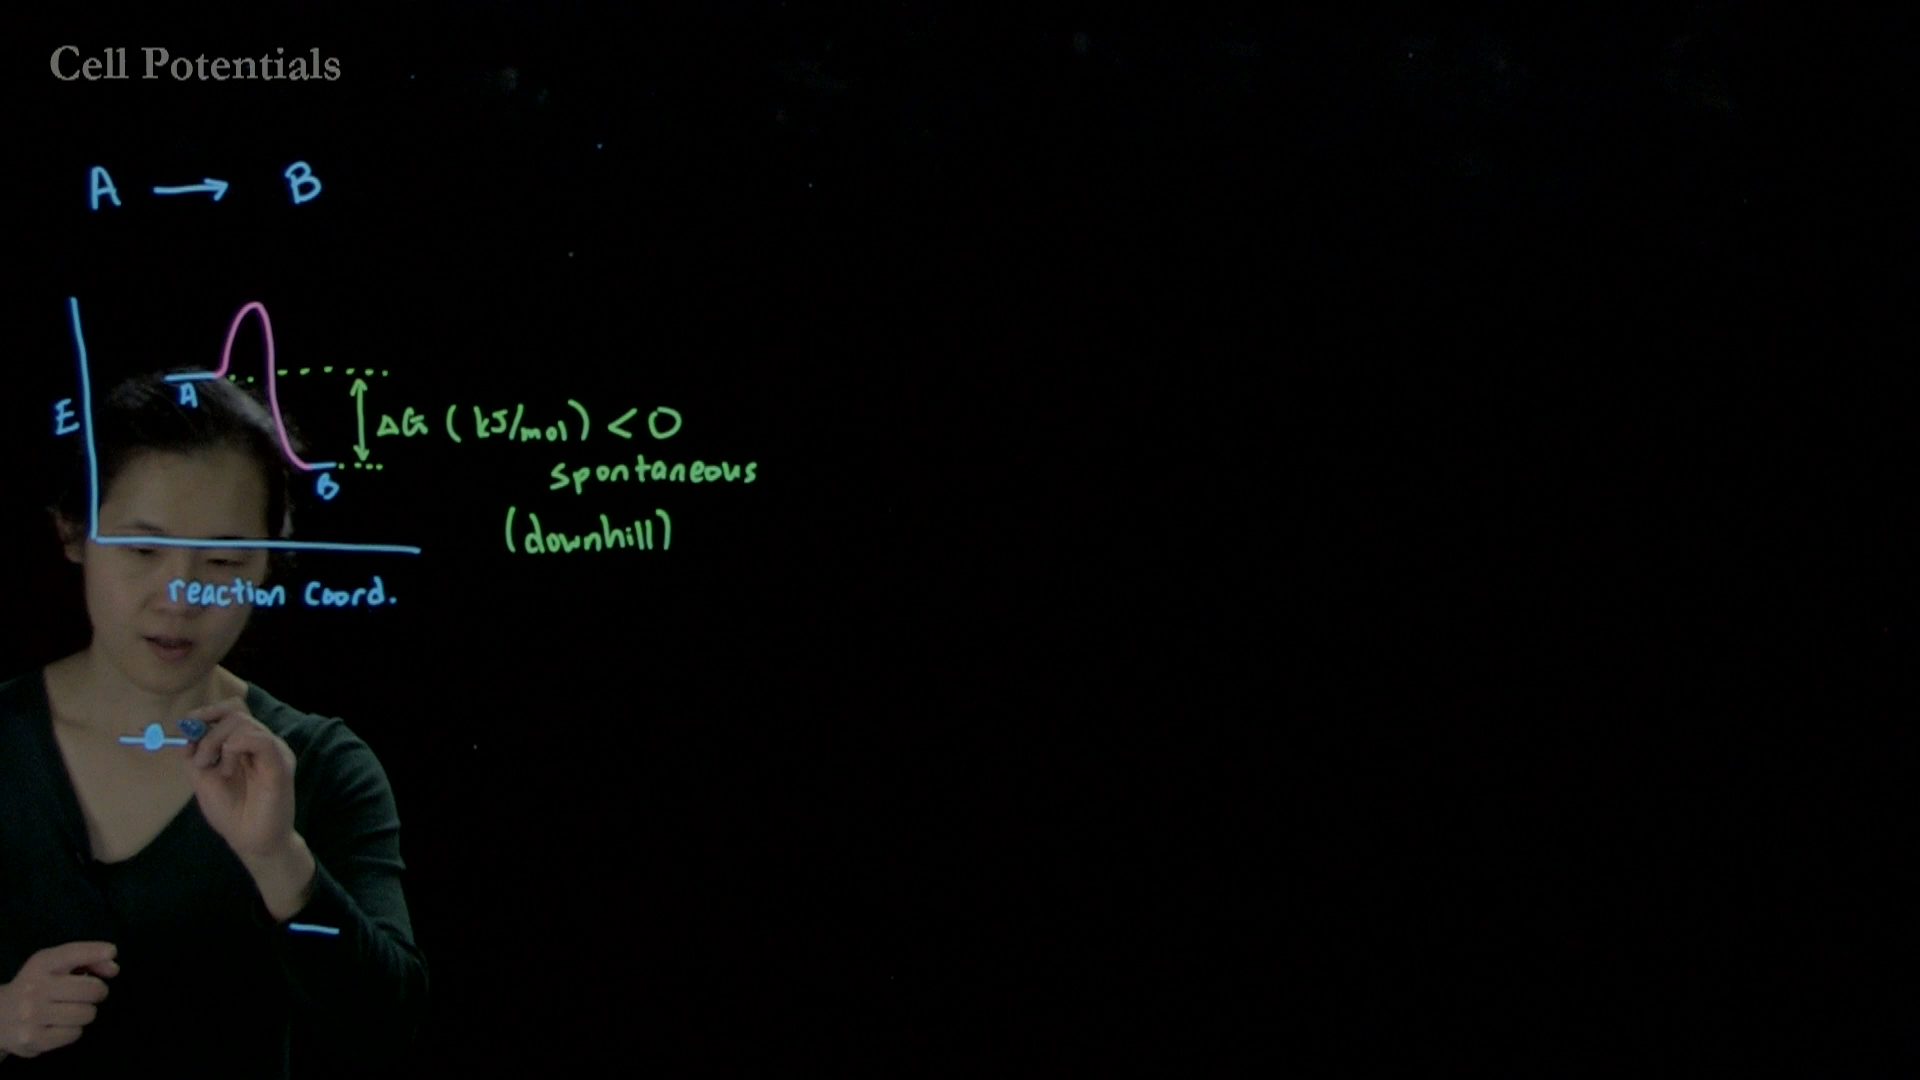 Cell Potentials
A → B
E
A
ΔG (kJ/mol) < 0
spontaneous
B
(downhill)
reaction coord.